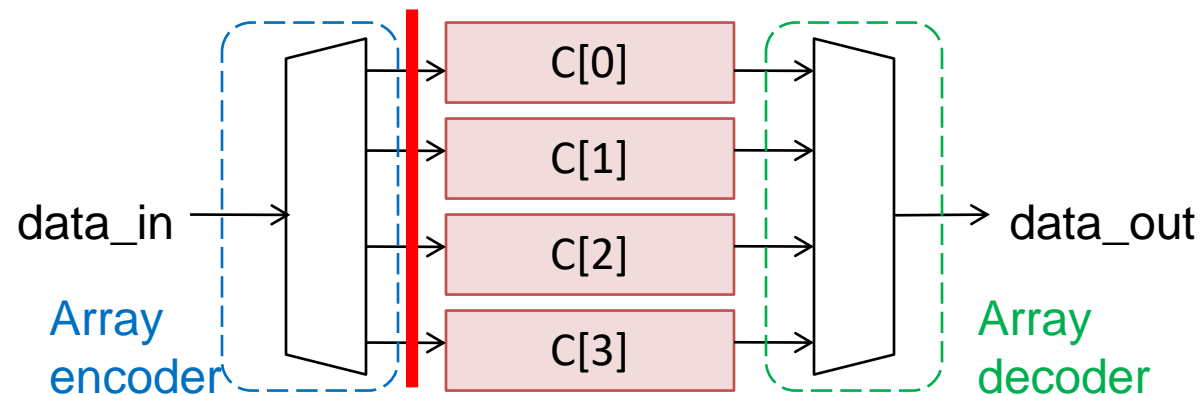 C[0]
C[1]
data_in
C[2]
data_out
Array
encoder
C[3]
Array
decoder